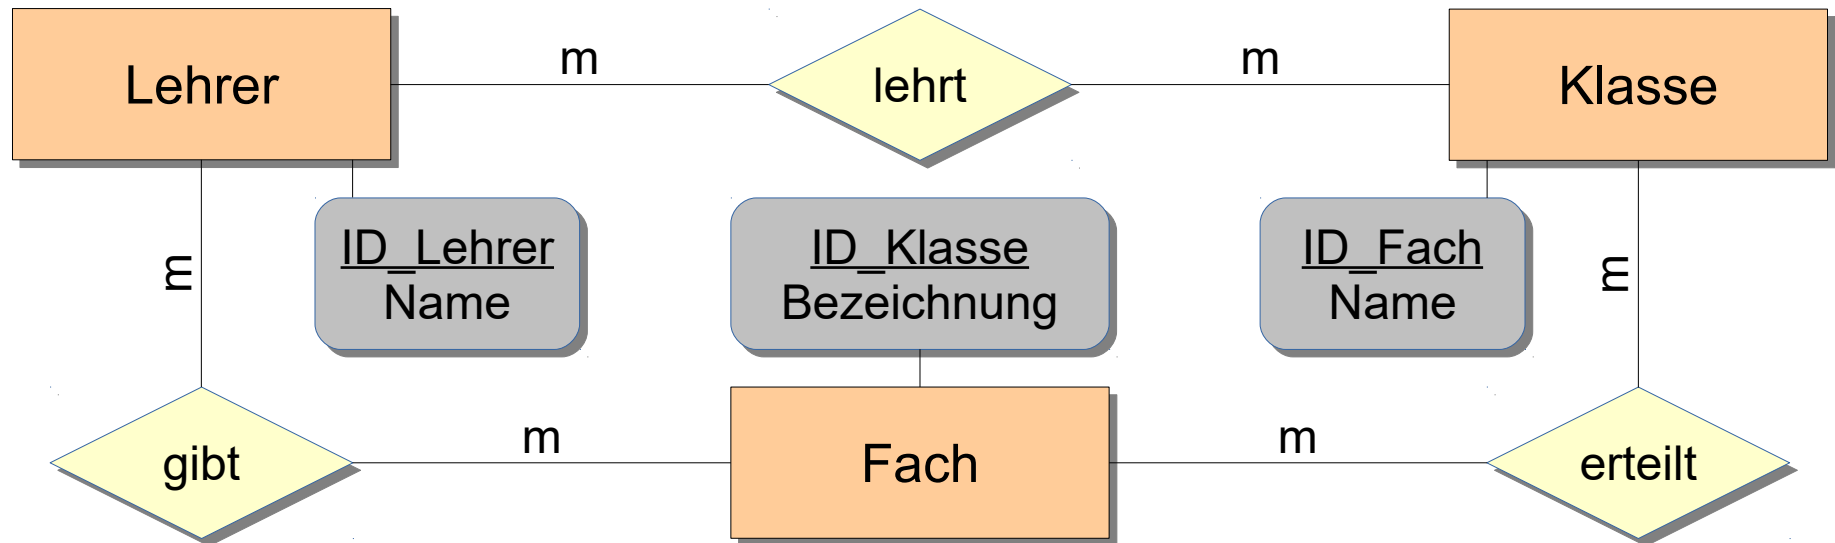 Lehrer
m
lehrt
m
Klasse
m
ID_Lehrer
Name
ID_Klasse
Bezeichnung
ID_Fach
Name
m
gibt
m
Fach
m
erteilt